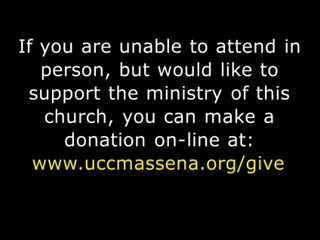 If you are unable to attend in
person, but would like to
support the ministry of this
church, you can make a
donation on-line at:
www.uccmassena.org/give